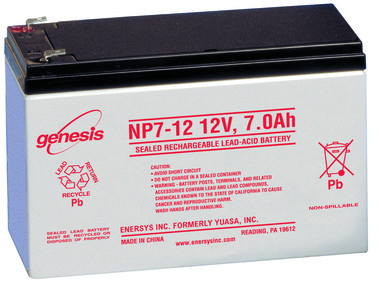 genesis
NP7-12 12V, 7.0Ah
SEALED RECHARGEABLE LEAD-ACID BATTERY
CAUTION:
• AVOID SHORT CIRCUIT
• DO NOT CHARGE IN A SEALED CONTAINER
• WARNING - BATTERY POSTS, TERMINALS, AND RELATED
ACCESSORIES CONTAIN LEAD AND LEAD COMPOUNDS,
CHEMICALS KNOWN TO THE STATE OF CALIFORNIA TO CAUSE
CANCER AND REPRODUCTIVE HARM.
WASH HANDS AFTER HANDLING.
LEAD
RETURN
RECYCLE
Pb
Pb
NON-SPILLABLE
SEALED LEAD BATTERY
MUST BE RECYCLED OR
DISPOSED OF PROPERLY
ENERSYS INC. FORMERLY YUASA, INC.
MADE IN CHINA
enersysinc.com
READING, PA 19612